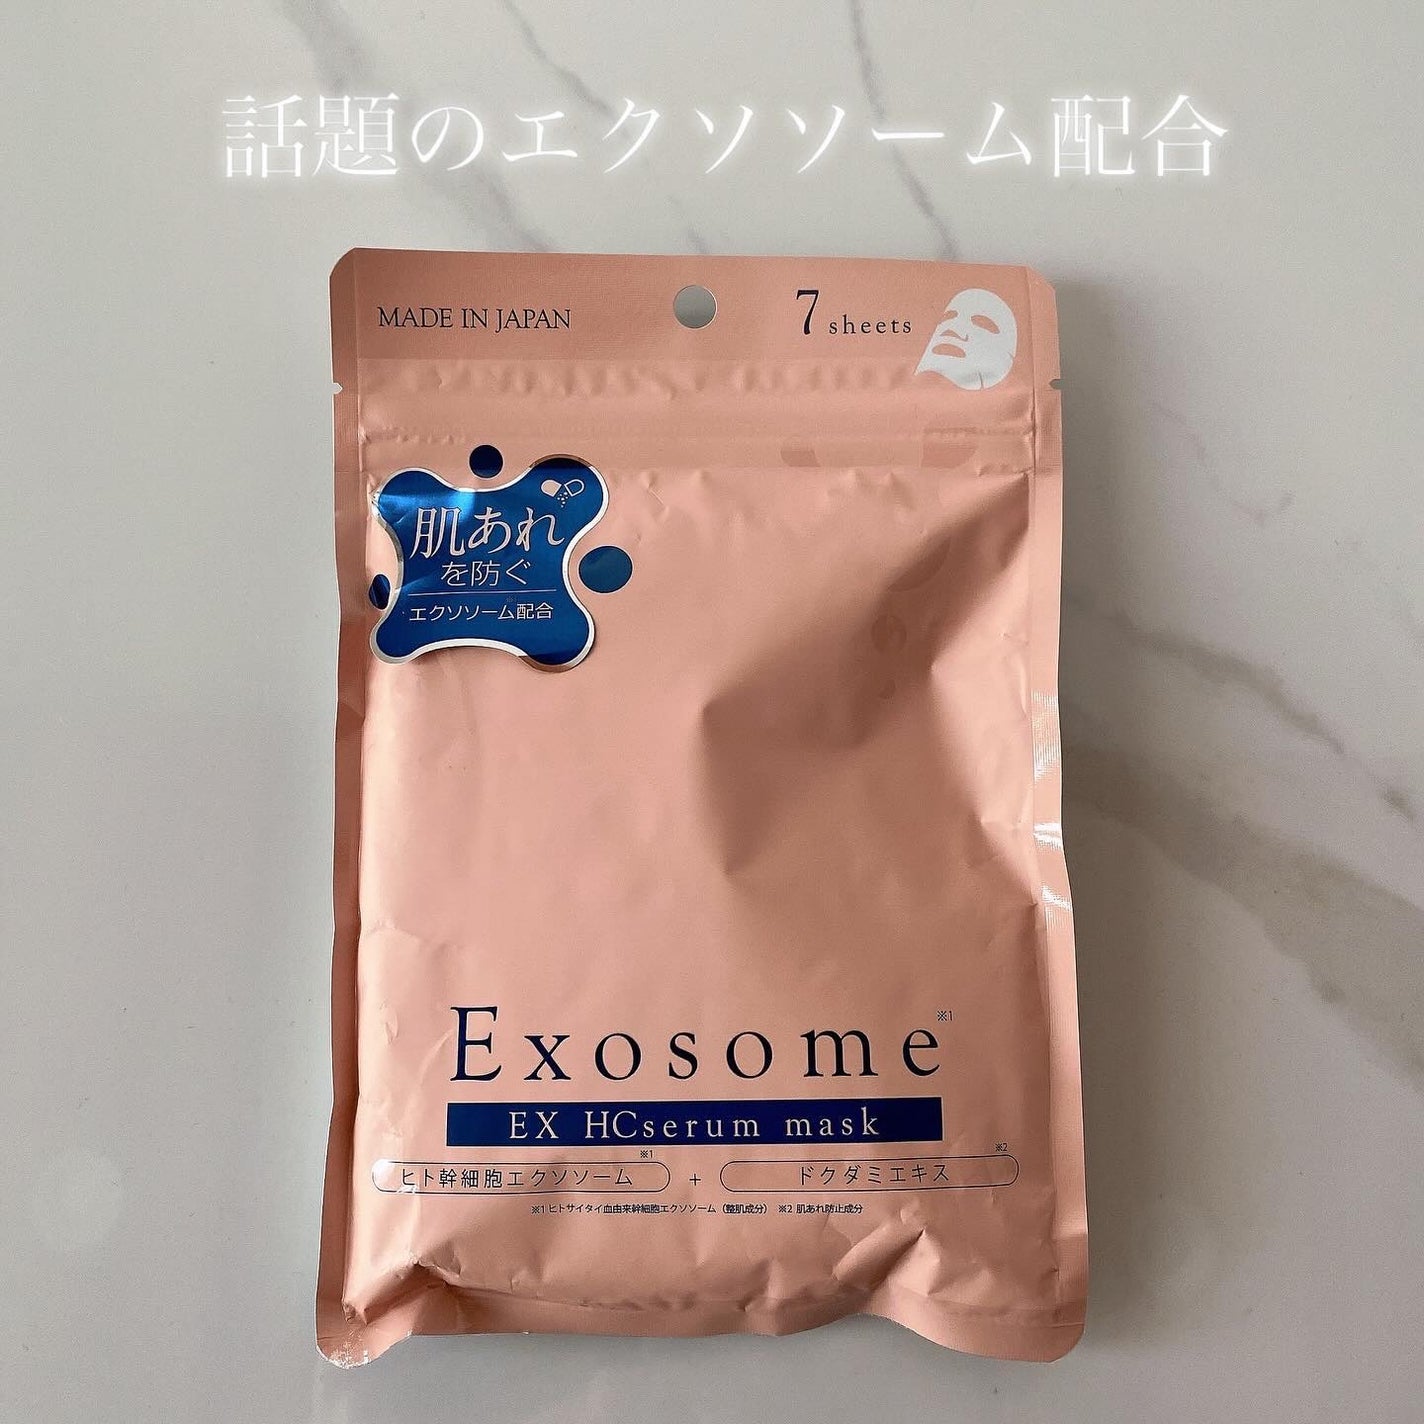 話題のエクソソーム配合
MADE IN JAPAN
7 sheets
肌あれ
を防ぐ
エクソソーム※配合
Exosome※1
EX HCserum mask
ヒト幹細胞エクソソーム※1 + ドクダミエキス※2
※1 ヒトサイタイ血由来幹細胞エクソソーム（整肌成分） ※2 肌あれ防止成分